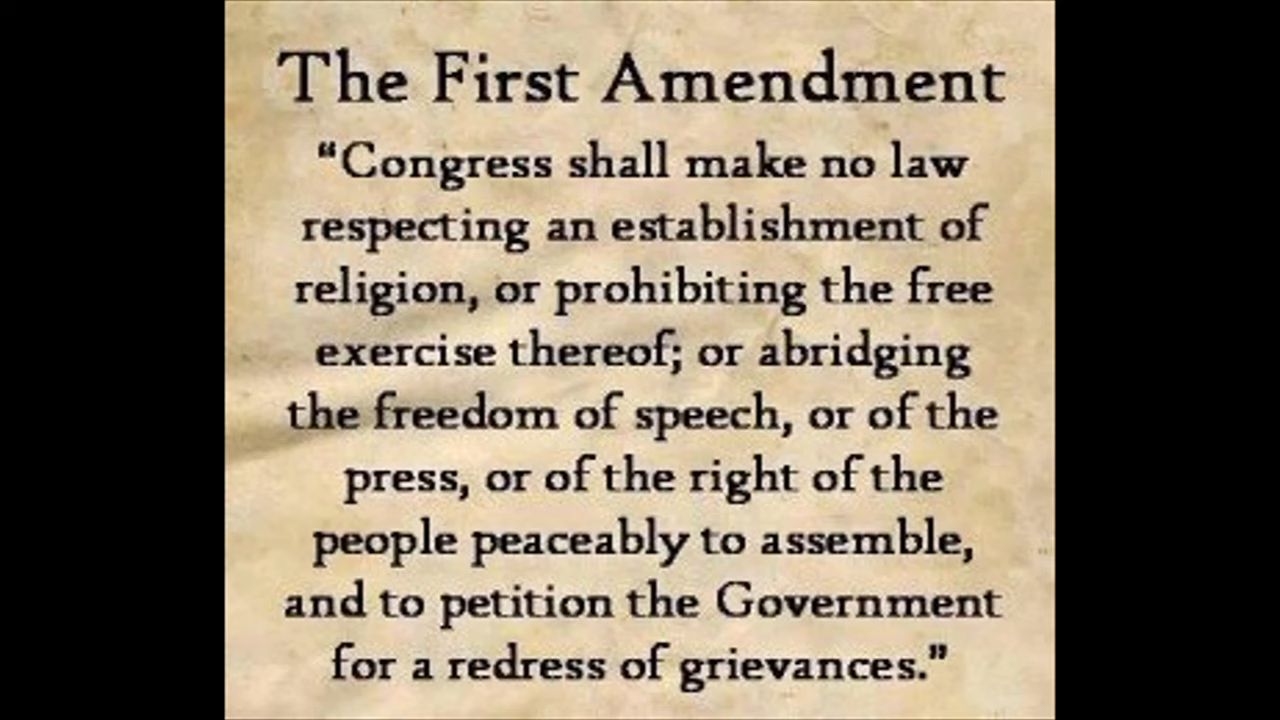 The First Amendment
“Congress shall make no law
respecting an establishment of
religion, or prohibiting the free
exercise thereof; or abridging
the freedom of speech, or of the
press, or of the right of the
people peaceably to assemble,
and to petition the Government
for a redress of grievances.”